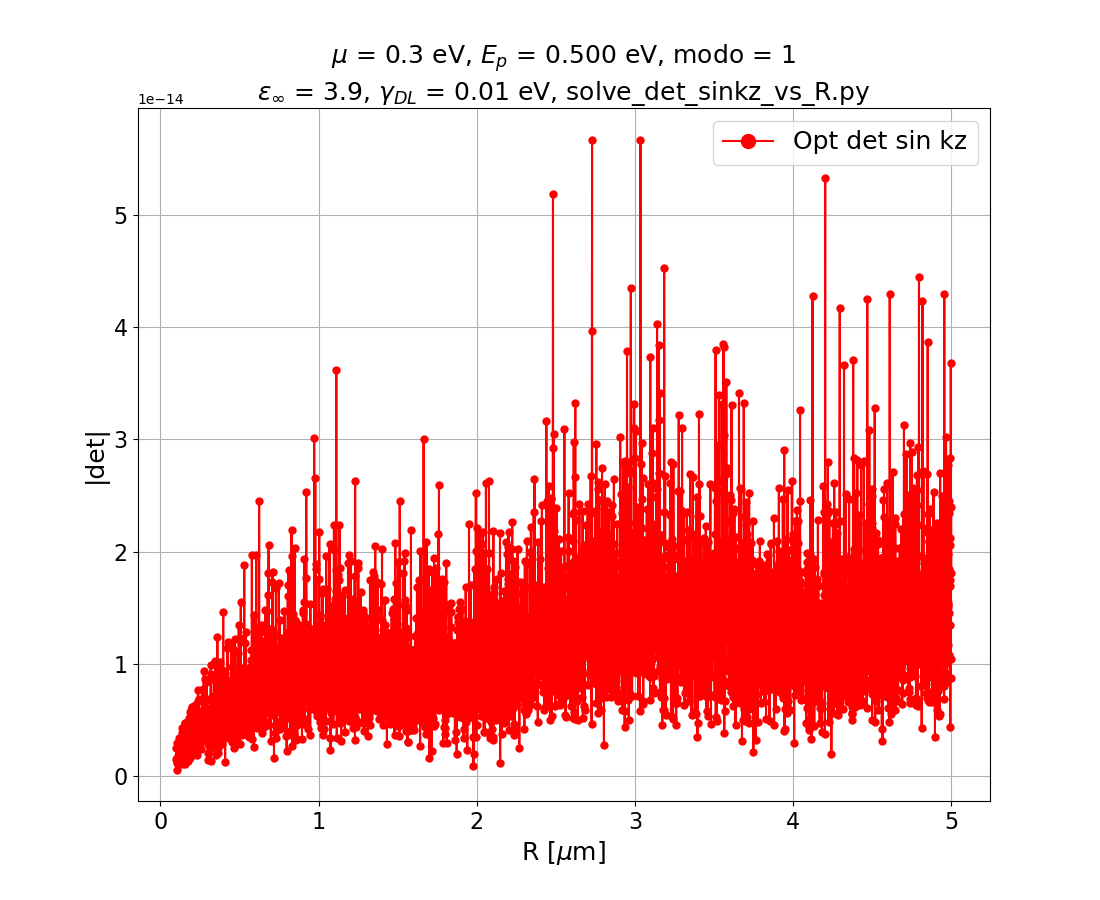 μ = 0.3 eV, E_p = 0.500 eV, modo = 1
ε_∞ = 3.9, γ_DL = 0.01 eV, solve_det_sinkz_vs_R.py
1e−14
Opt det sin kz
5
4
3
2
1
0
|det|
0 1 2 3 4 5
R [μm]